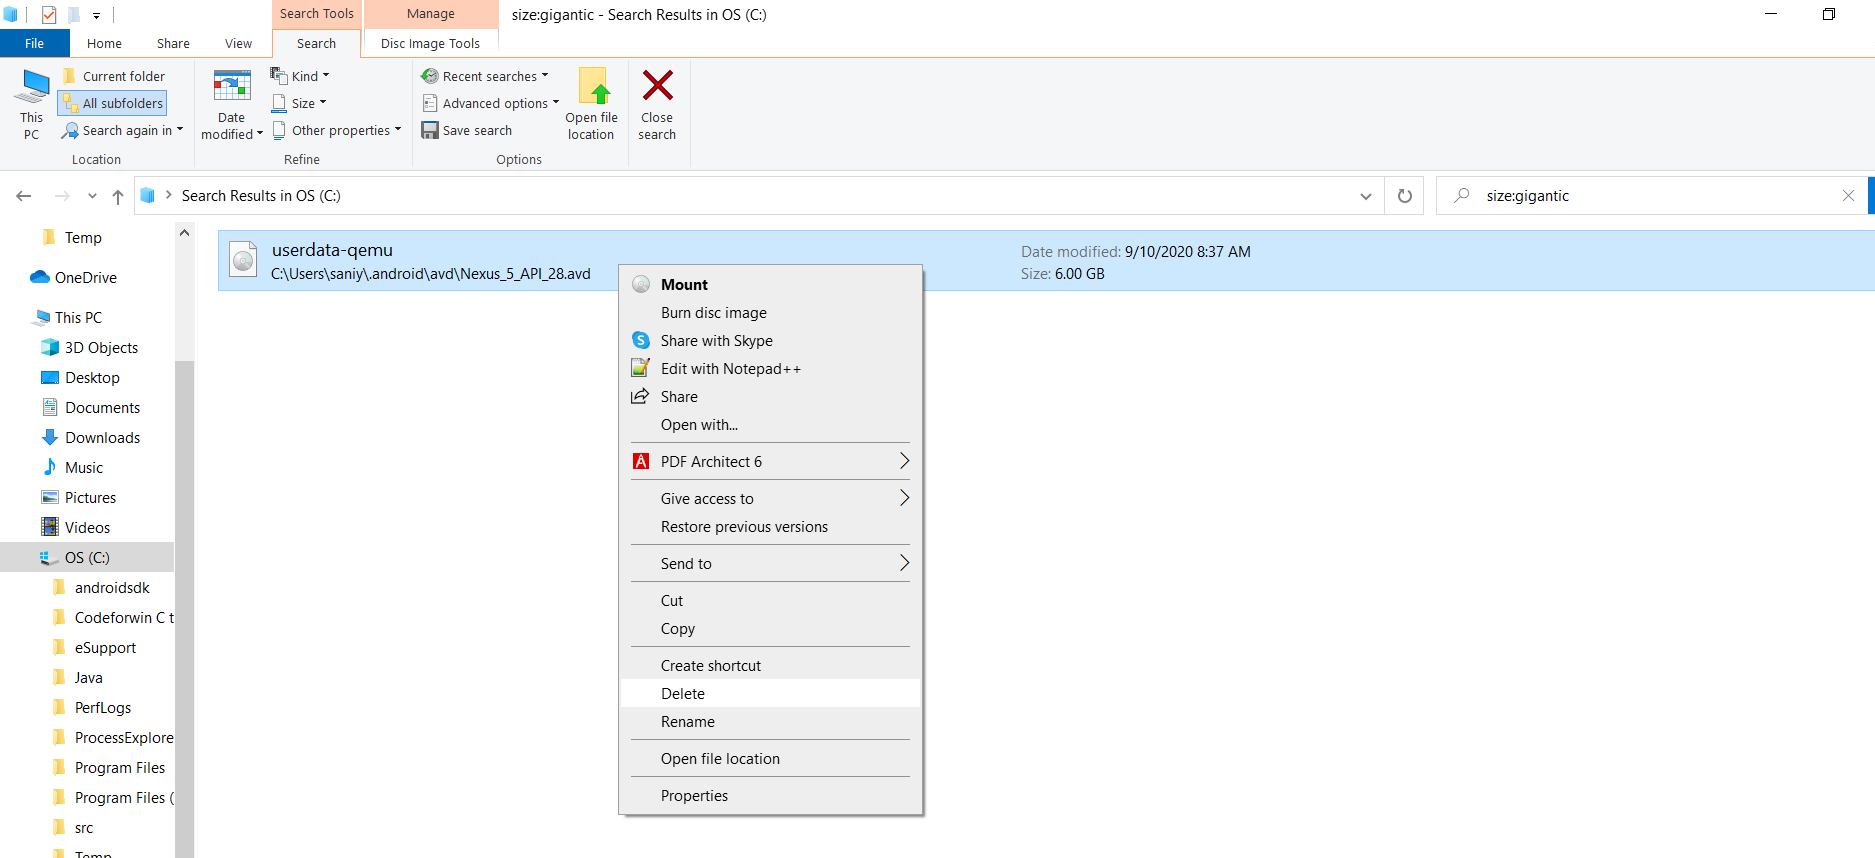 Search Tools
Manage
size:gigantic - Search Results in OS (C:)
File
Home
Share
View
Search
Disc Image Tools
This PC
Current folder
All subfolders
Search again in
Location
Date modified
Kind
Size
Other properties
Refine
Recent searches
Advanced options
Save search
Options
Open file location
Close search
Search Results in OS (C:)
size:gigantic
Temp
OneDrive
This PC
3D Objects
Desktop
Documents
Downloads
Music
Pictures
Videos
OS (C:)
androidsdk
Codeforwin C t
eSupport
Java
PerfLogs
ProcessExplore
Program Files
Program Files (
src
Temp
userdata-qemu
C:\Users\saniy\.android\avd\Nexus_5_API_28.avd
Date modified: 9/10/2020 8:37 AM
Size: 6.00 GB
Mount
Burn disc image
Share with Skype
Edit with Notepad++
Share
Open with...
PDF Architect 6
Give access to
Restore previous versions
Send to
Cut
Copy
Create shortcut
Delete
Rename
Open file location
Properties